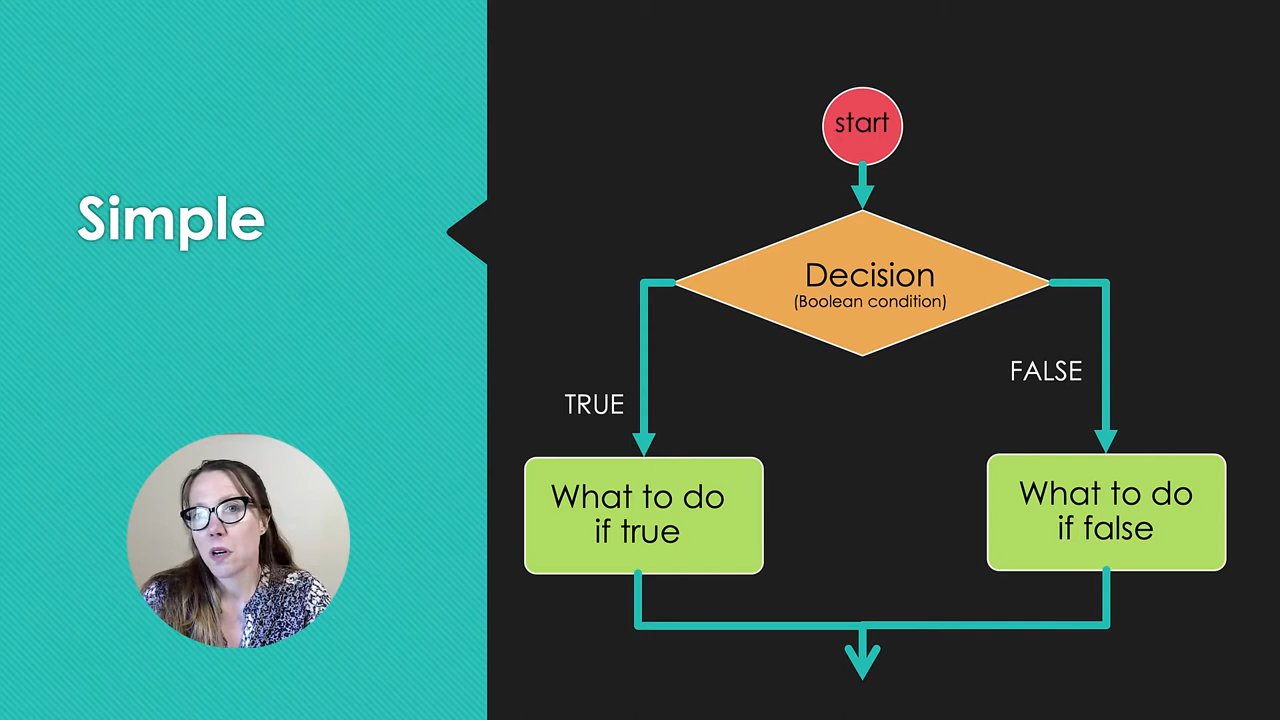 Simple
start
Decision
(Boolean condition)
TRUE
FALSE
What to do
if true
What to do
if false